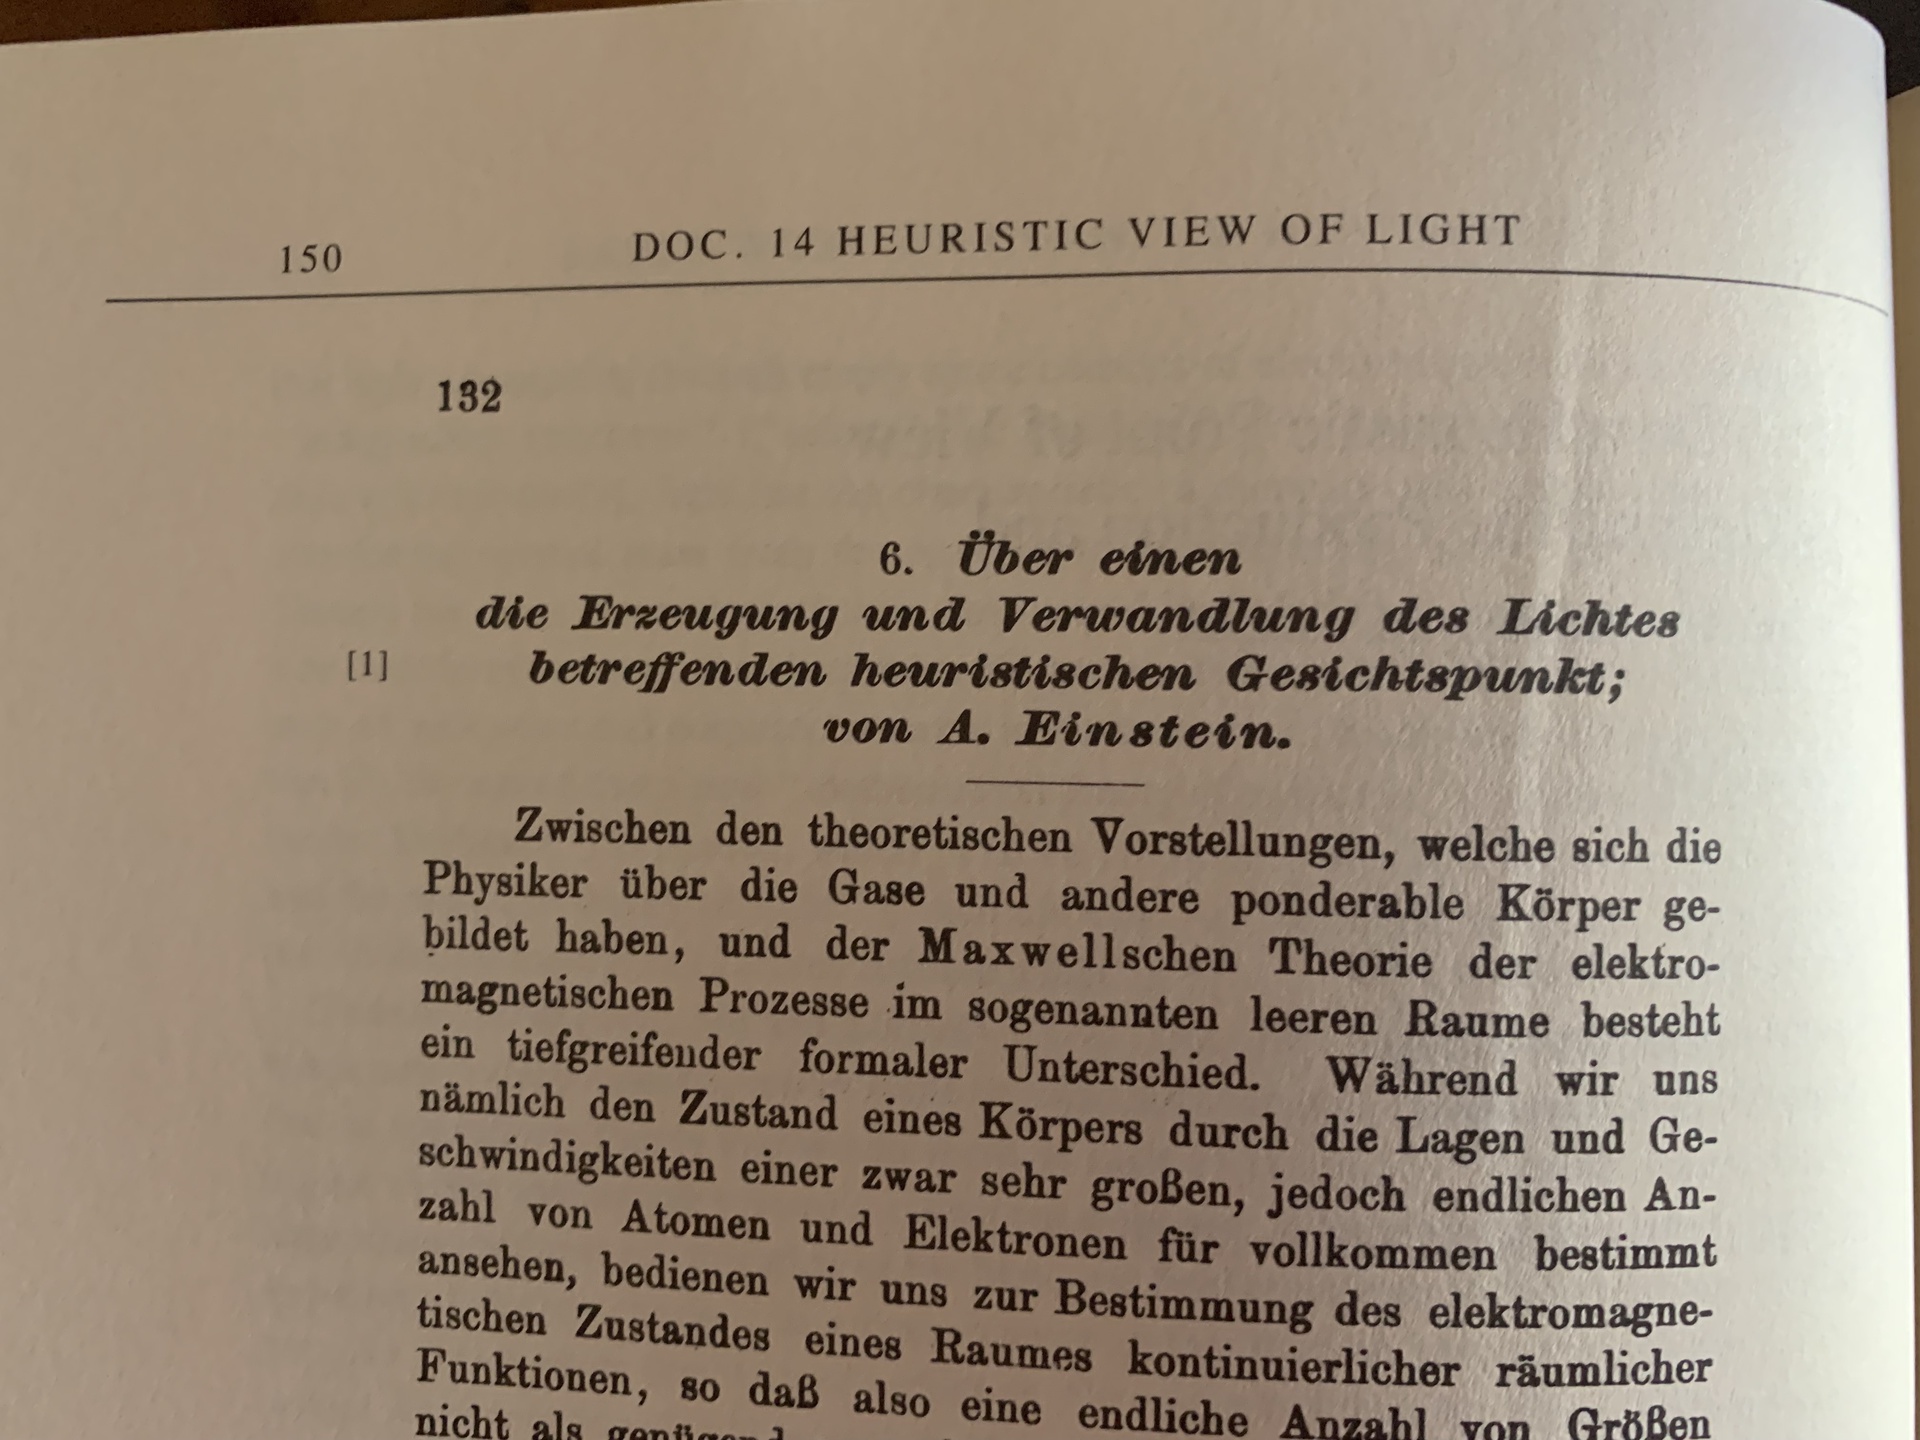 150 DOC. 14 HEURISTIC VIEW OF LIGHT
132
6. Über einen
die Erzeugung und Verwandlung des Lichtes
[1] betreffenden heuristischen Gesichtspunkt;
von A. Einstein.
Zwischen den theoretischen Vorstellungen, welche sich die
Physiker über die Gase und andere ponderable Körper ge-
bildet haben, und der Maxwellschen Theorie der elektro-
magnetischen Prozesse im sogenannten leeren Raume besteht
ein tiefgreifender formaler Unterschied. Während wir uns
nämlich den Zustand eines Körpers durch die Lagen und Ge-
schwindigkeiten einer zwar sehr großen, jedoch endlichen An-
zahl von Atomen und Elektronen für vollkommen bestimmt
ansehen, bedienen wir uns zur Bestimmung des elektromagne-
tischen Zustandes eines Raumes kontinuierlicher räumlicher
Funktionen, so daß also eine endliche Anzahl von Größen
nicht als